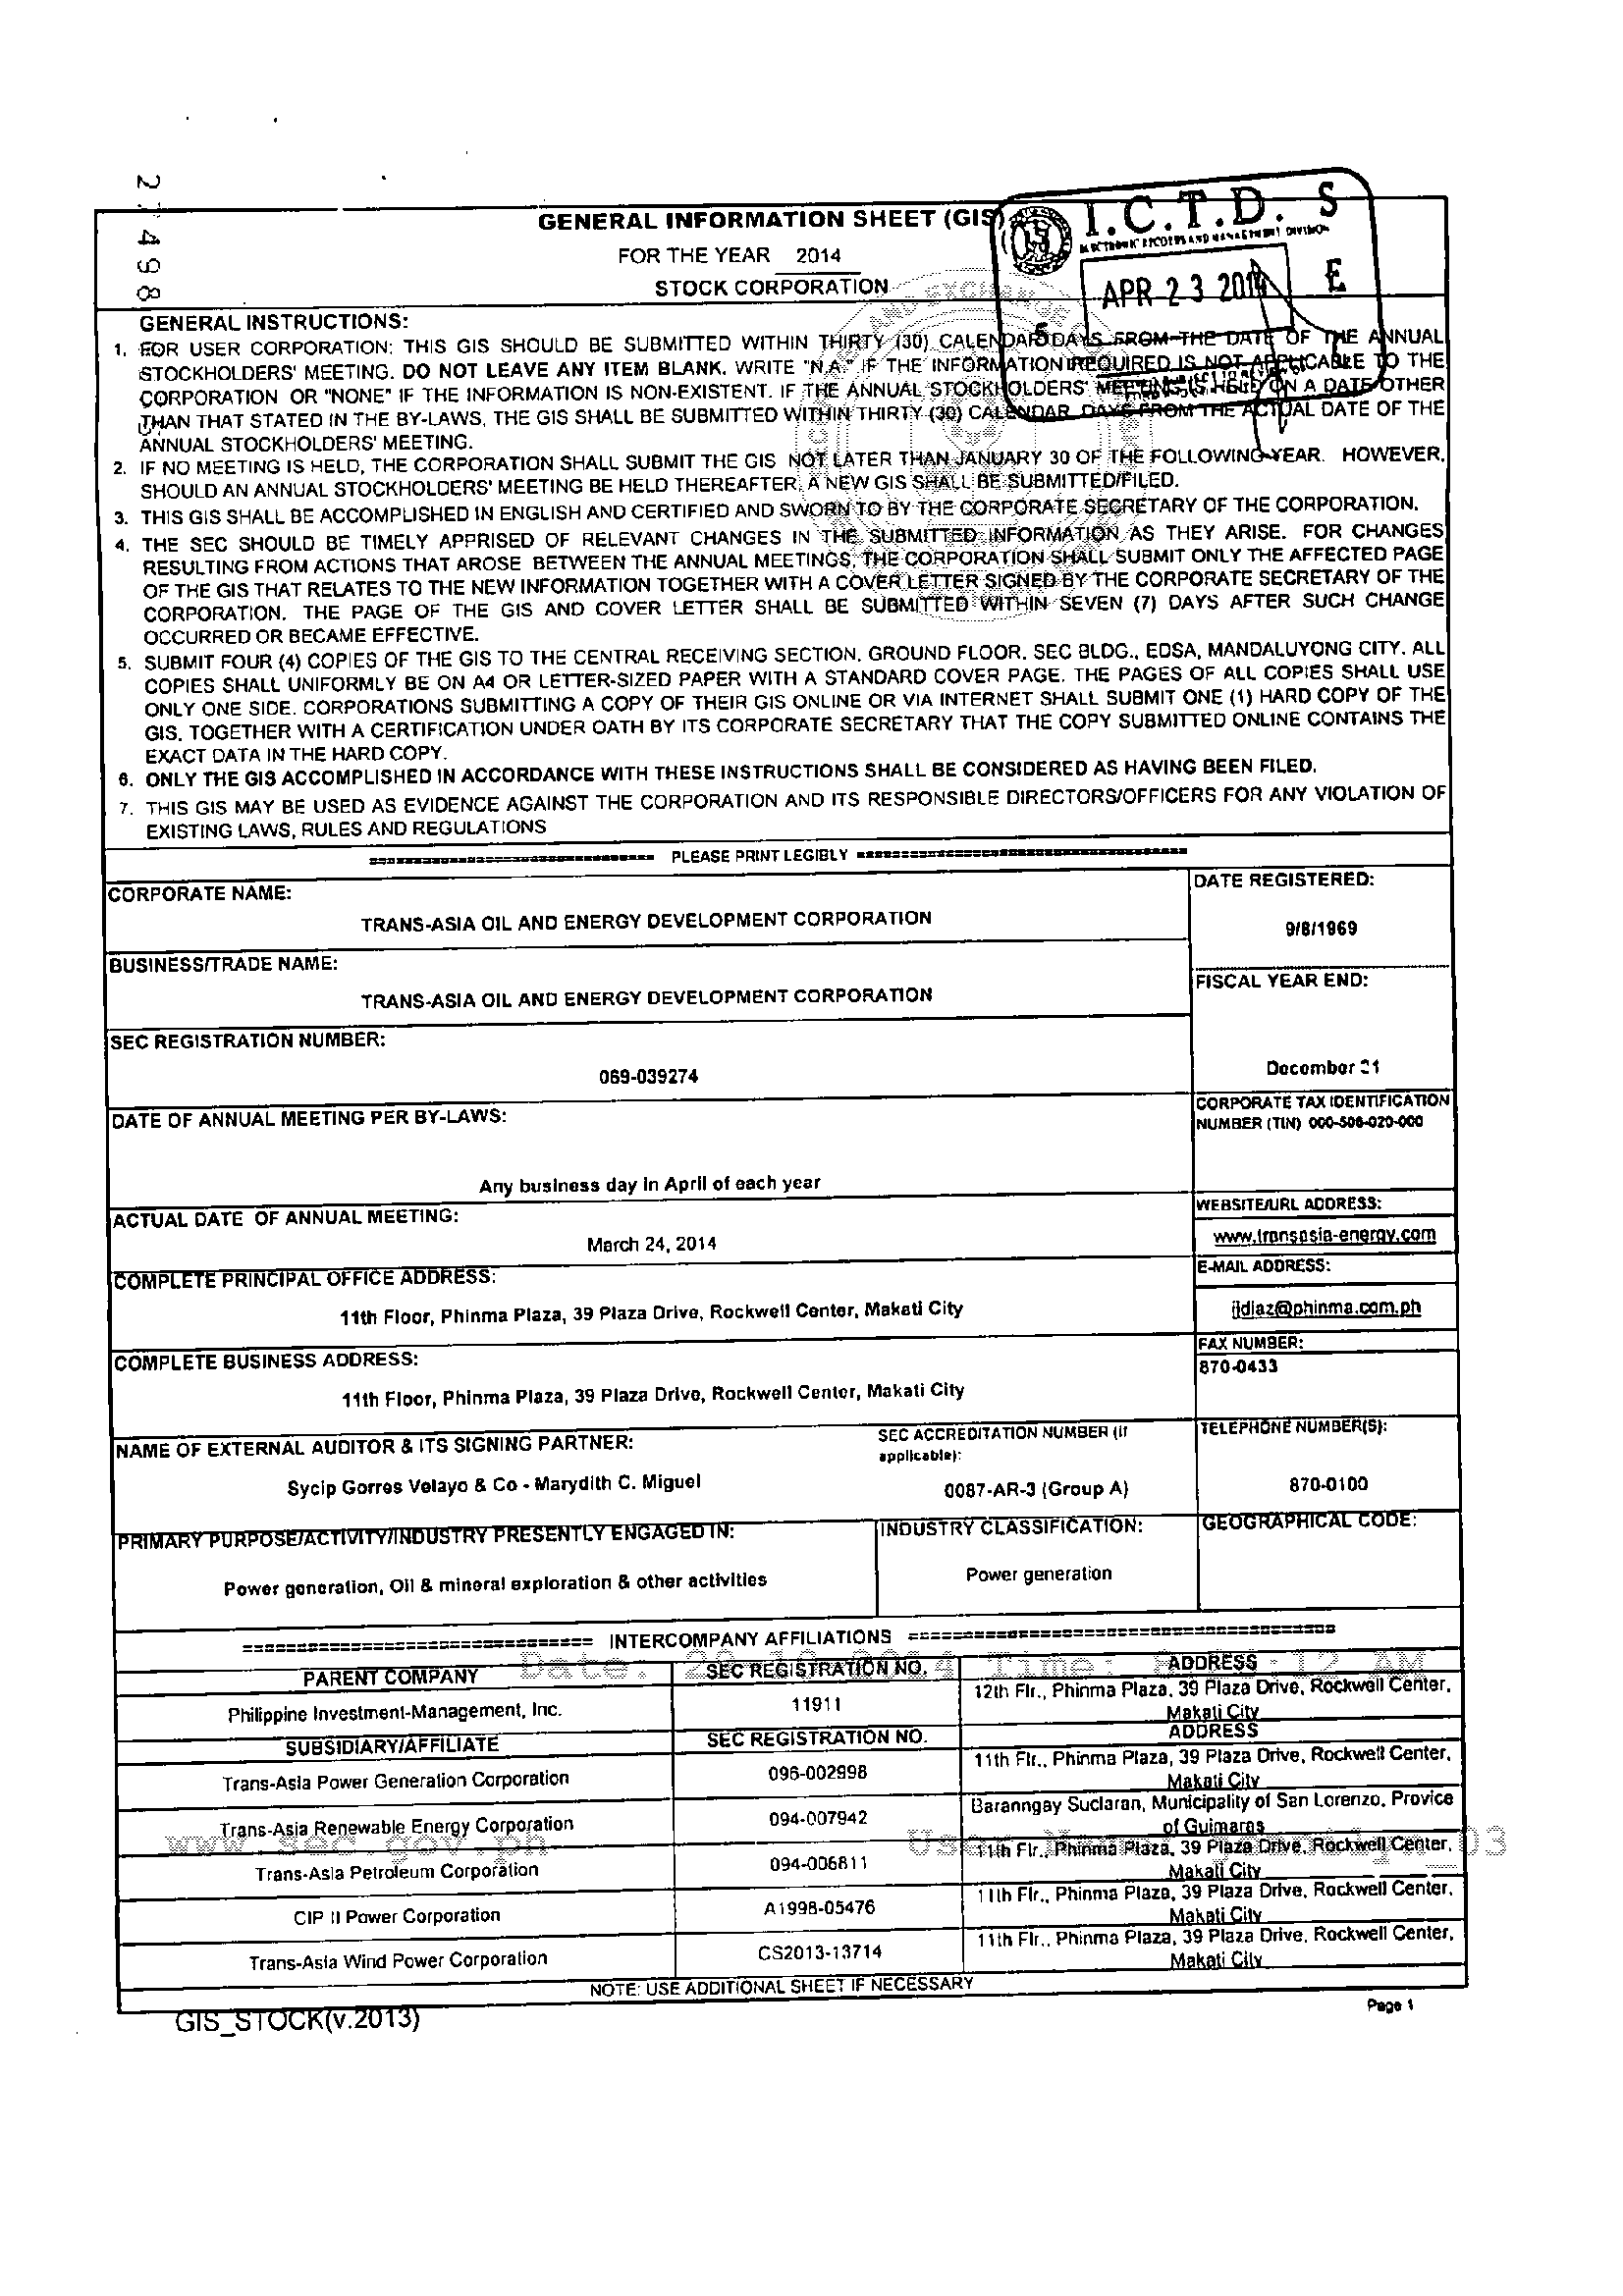 GENERAL INFORMATION SHEET (GIS)
FOR THE YEAR 2014
STOCK CORPORATION
I.C.T.D. S
APR 23 2014 E
GENERAL INSTRUCTIONS:
1. FOR USER CORPORATION: THIS GIS SHOULD BE SUBMITTED WITHIN THIRTY (30) CALENDAR DAYS FROM THE DATE OF THE ANNUAL
STOCKHOLDERS' MEETING. DO NOT LEAVE ANY ITEM BLANK. WRITE "N.A." IF THE INFORMATION REQUIRED IS NOT APPLICABLE TO THE
CORPORATION OR "NONE" IF THE INFORMATION IS NON-EXISTENT. IF THE ANNUAL STOCKHOLDERS' MEETING IS HELD ON A DATE OTHER
THAN THAT STATED IN THE BY-LAWS, THE GIS SHALL BE SUBMITTED WITHIN THIRTY (30) CALENDAR DAYS FROM THE ACTUAL DATE OF THE
ANNUAL STOCKHOLDERS' MEETING.
2. IF NO MEETING IS HELD, THE CORPORATION SHALL SUBMIT THE GIS NOT LATER THAN JANUARY 30 OF THE FOLLOWING YEAR. HOWEVER,
SHOULD AN ANNUAL STOCKHOLDERS' MEETING BE HELD THEREAFTER, A NEW GIS SHALL BE SUBMITTED/FILED.
3. THIS GIS SHALL BE ACCOMPLISHED IN ENGLISH AND CERTIFIED AND SWORN TO BY THE CORPORATE SECRETARY OF THE CORPORATION.
4. THE SEC SHOULD BE TIMELY APPRISED OF RELEVANT CHANGES IN THE SUBMITTED INFORMATION AS THEY ARISE. FOR CHANGES
RESULTING FROM ACTIONS THAT AROSE BETWEEN THE ANNUAL MEETINGS, THE CORPORATION SHALL SUBMIT ONLY THE AFFECTED PAGE
OF THE GIS THAT RELATES TO THE NEW INFORMATION TOGETHER WITH A COVER LETTER SIGNED BY THE CORPORATE SECRETARY OF THE
CORPORATION. THE PAGE OF THE GIS AND COVER LETTER SHALL BE SUBMITTED WITHIN SEVEN (7) DAYS AFTER SUCH CHANGE
OCCURRED OR BECAME EFFECTIVE.
5. SUBMIT FOUR (4) COPIES OF THE GIS TO THE CENTRAL RECEIVING SECTION, GROUND FLOOR, SEC BLDG., EDSA, MANDALUYONG CITY. ALL
COPIES SHALL UNIFORMLY BE ON A4 OR LETTER-SIZED PAPER WITH A STANDARD COVER PAGE. THE PAGES OF ALL COPIES SHALL USE
ONLY ONE SIDE. CORPORATIONS SUBMITTING A COPY OF THEIR GIS ONLINE OR VIA INTERNET SHALL SUBMIT ONE (1) HARD COPY OF THE
GIS, TOGETHER WITH A CERTIFICATION UNDER OATH BY ITS CORPORATE SECRETARY THAT THE COPY SUBMITTED ONLINE CONTAINS THE
EXACT DATA IN THE HARD COPY.
6. ONLY THE GIS ACCOMPLISHED IN ACCORDANCE WITH THESE INSTRUCTIONS SHALL BE CONSIDERED AS HAVING BEEN FILED.
7. THIS GIS MAY BE USED AS EVIDENCE AGAINST THE CORPORATION AND ITS RESPONSIBLE DIRECTORS/OFFICERS FOR ANY VIOLATION OF
EXISTING LAWS, RULES AND REGULATIONS
PLEASE PRINT LEGIBLY
CORPORATE NAME:
TRANS-ASIA OIL AND ENERGY DEVELOPMENT CORPORATION
DATE REGISTERED:
9/8/1969
BUSINESS/TRADE NAME:
TRANS-ASIA OIL AND ENERGY DEVELOPMENT CORPORATION
FISCAL YEAR END:
December 31
SEC REGISTRATION NUMBER:
069-039274
DATE OF ANNUAL MEETING PER BY-LAWS:
Any business day in April of each year
CORPORATE TAX IDENTIFICATION
NUMBER (TIN) 000-506-020-000
ACTUAL DATE OF ANNUAL MEETING:
March 24, 2014
WEBSITE/URL ADDRESS:
www.transasia-energy.com
COMPLETE PRINCIPAL OFFICE ADDRESS:
11th Floor, Phinma Plaza, 39 Plaza Drive, Rockwell Center, Makati City
E-MAIL ADDRESS:
jjdiaz@phinma.com.ph
COMPLETE BUSINESS ADDRESS:
11th Floor, Phinma Plaza, 39 Plaza Drive, Rockwell Center, Makati City
FAX NUMBER:
870-0433
NAME OF EXTERNAL AUDITOR & ITS SIGNING PARTNER:
Sycip Gorres Velayo & Co - Marydith C. Miguel
SEC ACCREDITATION NUMBER (if
applicable):
0087-AR-3 (Group A)
TELEPHONE NUMBER(S):
870-0100
PRIMARY PURPOSE/ACTIVITY/INDUSTRY PRESENTLY ENGAGED IN:
Power generation, Oil & mineral exploration & other activities
INDUSTRY CLASSIFICATION:
Power generation
GEOGRAPHICAL CODE:
INTERCOMPANY AFFILIATIONS
PARENT COMPANY SEC REGISTRATION NO. ADDRESS
Philippine Investment-Management, Inc. 11911 12th Flr., Phinma Plaza, 39 Plaza Drive, Rockwell Center,
Makati City
SUBSIDIARY/AFFILIATE SEC REGISTRATION NO. ADDRESS
Trans-Asia Power Generation Corporation 096-002998 11th Flr., Phinma Plaza, 39 Plaza Drive, Rockwell Center,
Makati City
Trans-Asia Renewable Energy Corporation 094-007942 Baranngay Suclaran, Municipality of San Lorenzo, Provice
of Guimaras
www.sec.gov.ph
Trans-Asia Petroleum Corporation 094-006811 11th Flr., Phinma Plaza, 39 Plaza Drive, Rockwell Center,
Makati City
CIP II Power Corporation A1998-05476 11th Flr., Phinma Plaza, 39 Plaza Drive, Rockwell Center,
Makati City
Trans-Asia Wind Power Corporation CS2013-13714 11th Flr., Phinma Plaza, 39 Plaza Drive, Rockwell Center,
Makati City
NOTE: USE ADDITIONAL SHEET IF NECESSARY
GIS_STOCK(v.2013)
Page 1